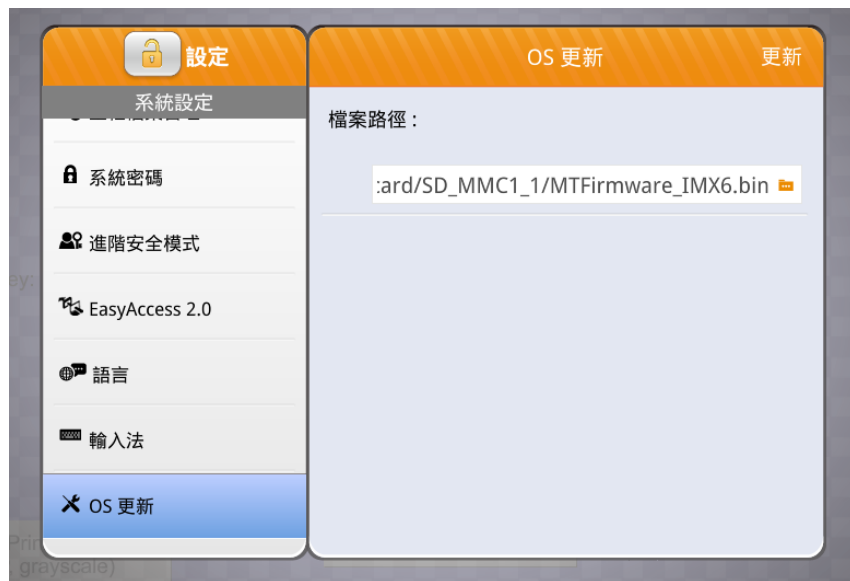 設定
系統設定
系統密碼
進階安全模式
EasyAccess 2.0
語言
輸入法
OS 更新
OS 更新
更新
檔案路徑 :
:ard/SD_MMC1_1/MTFirmware_IMX6.bin
ey:
Prin
grayscale)